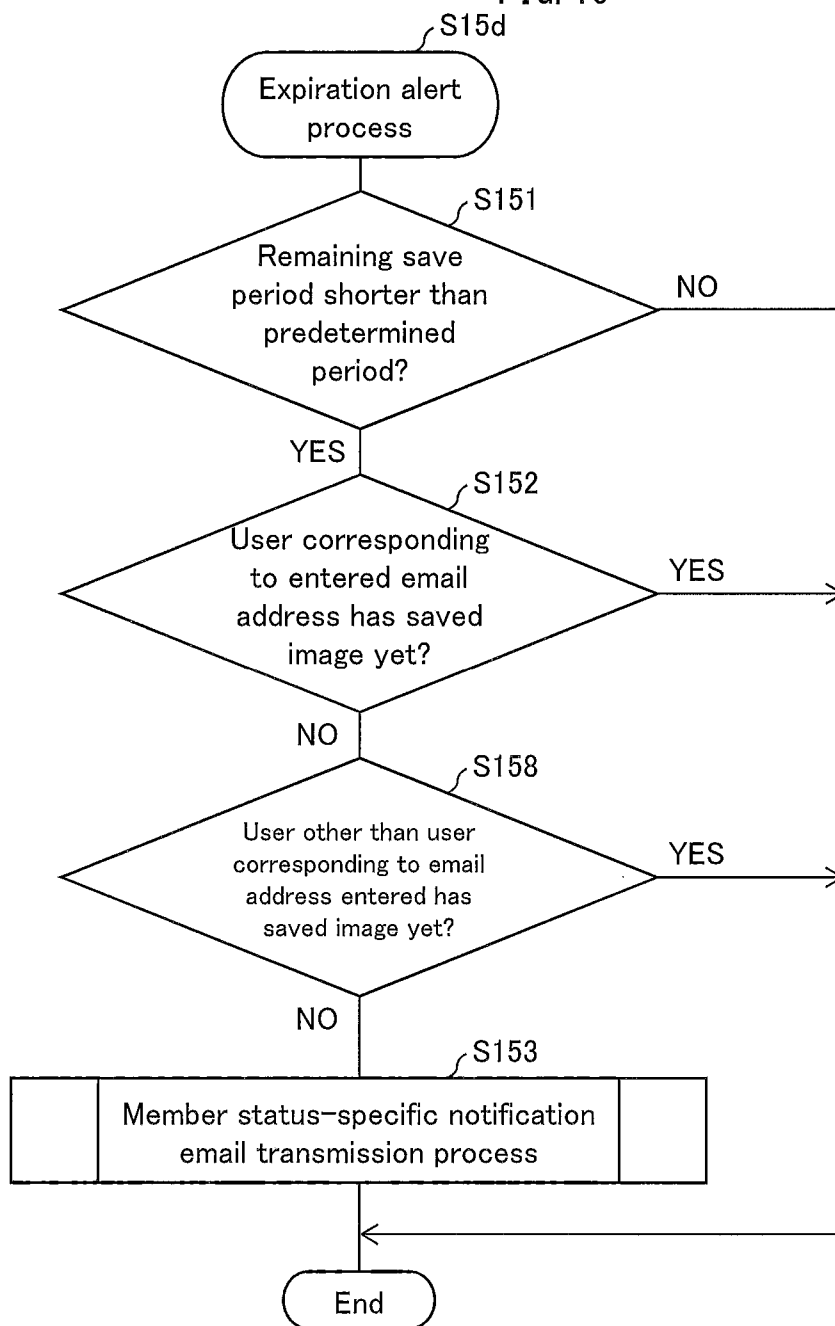 S15d
Expiration alert
process
S151
Remaining save
period shorter than
predetermined
period?
NO
YES
S152
User corresponding
to entered email
address has saved
image yet?
YES
NO
S158
User other than user
corresponding to email
address entered has
saved image yet?
YES
NO
S153
Member status-specific notification
email transmission process
End